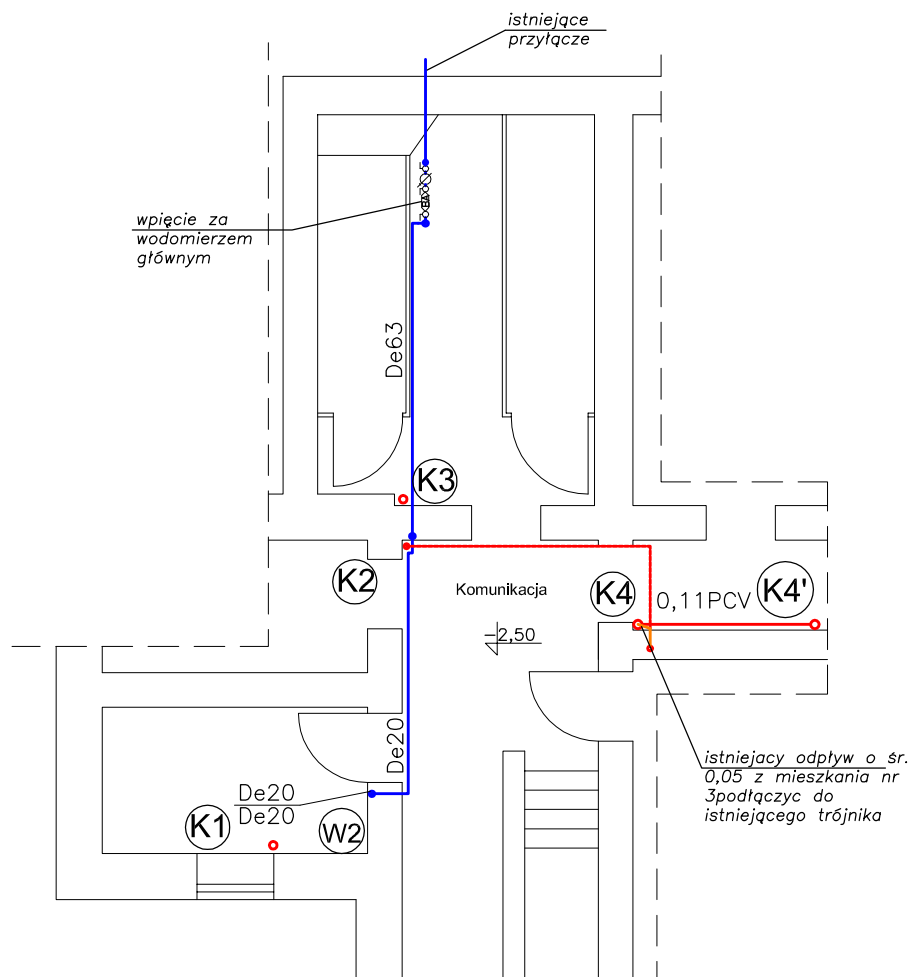 istniejące
przyłącze
wpięcie za
wodomierzem
głównym
EA
De63
K3
K2
Komunikacja
K4
0,11PCV
K4'
-2,50
De20
De20
De20
K1
W2
istniejacy odpływ o śr.
0,05 z mieszkania nr
3podłączyc do
istniejącego trójnika